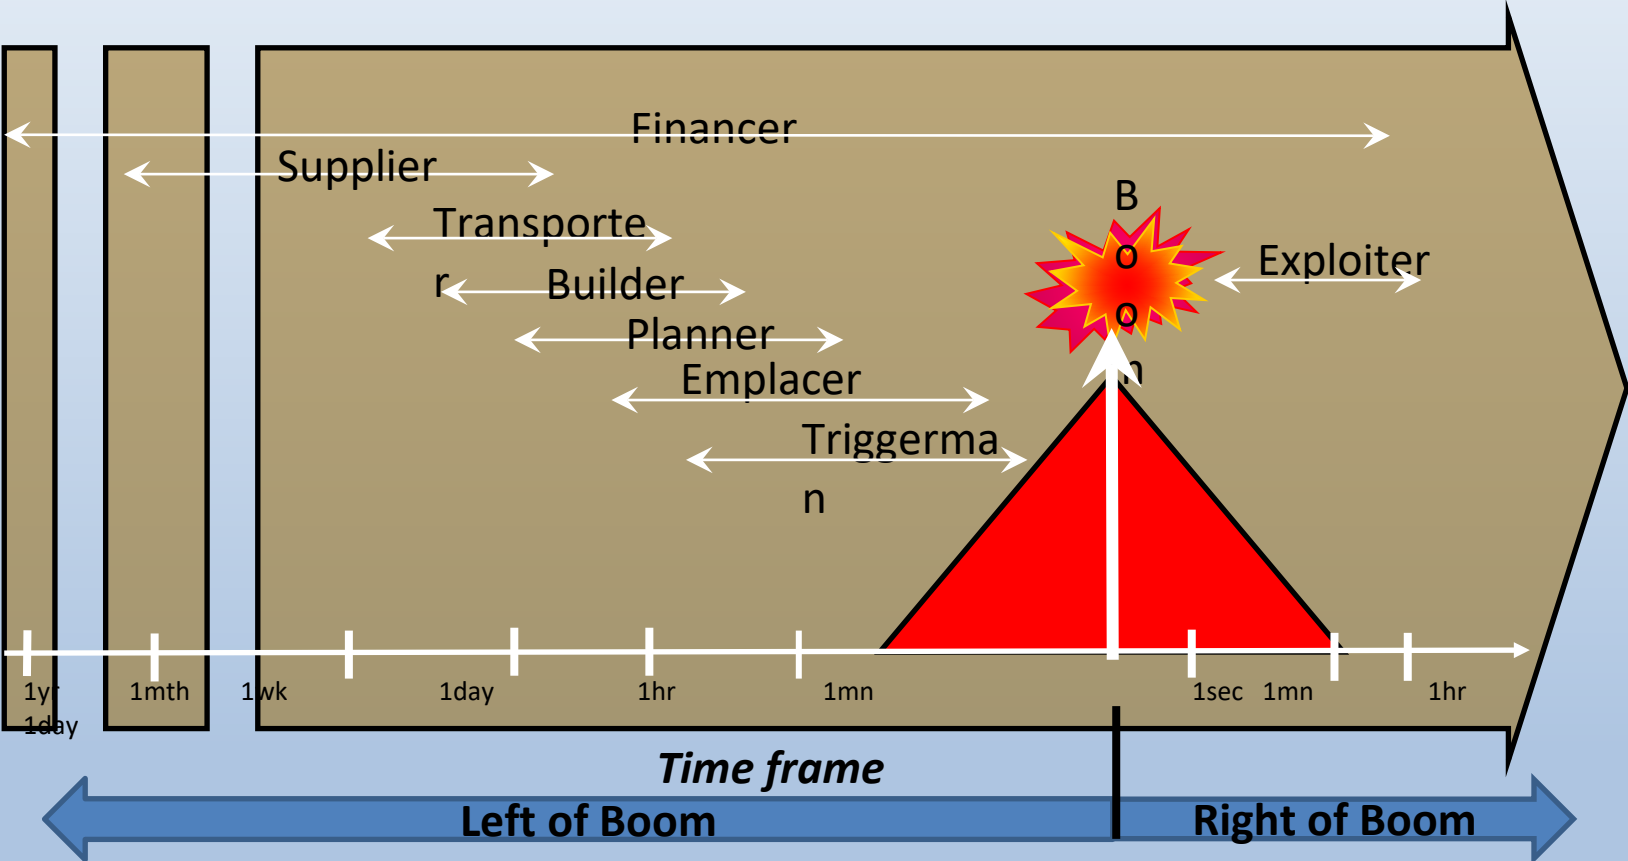 Financer
Supplier
Transporte
r
Builder
Planner
Emplacer
Triggerma
n
B
o
o
m
Exploiter
1yr 1mth 1wk 1day 1hr 1mn 1sec 1mn 1hr
1day
Time frame
Left of Boom
Right of Boom